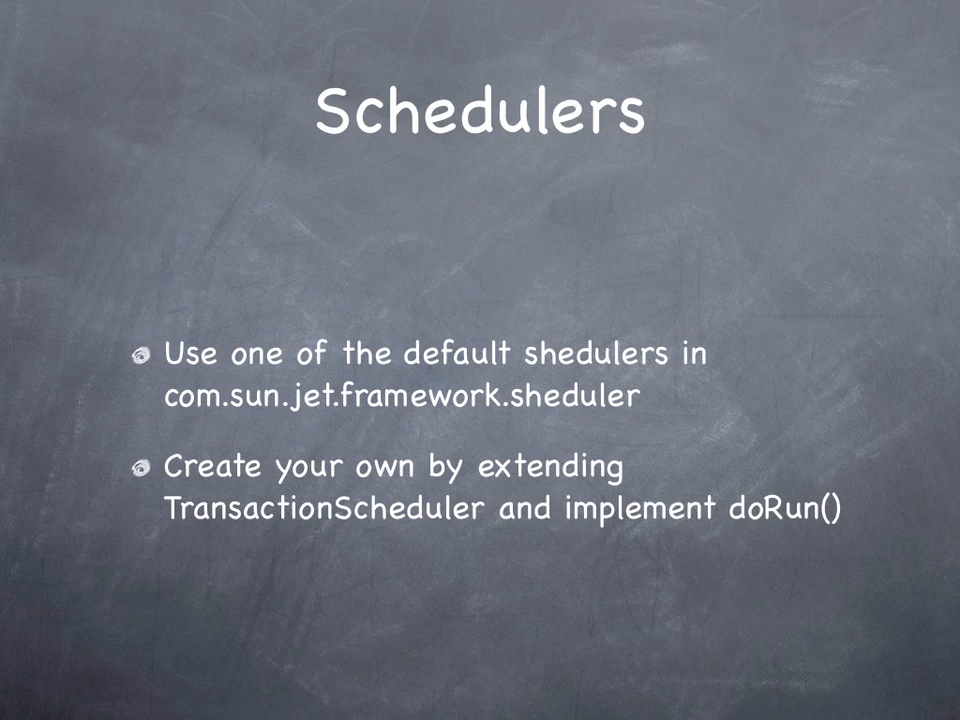 Schedulers
Use one of the default shedulers in
com.sun.jet.framework.sheduler
Create your own by extending
TransactionScheduler and implement doRun()